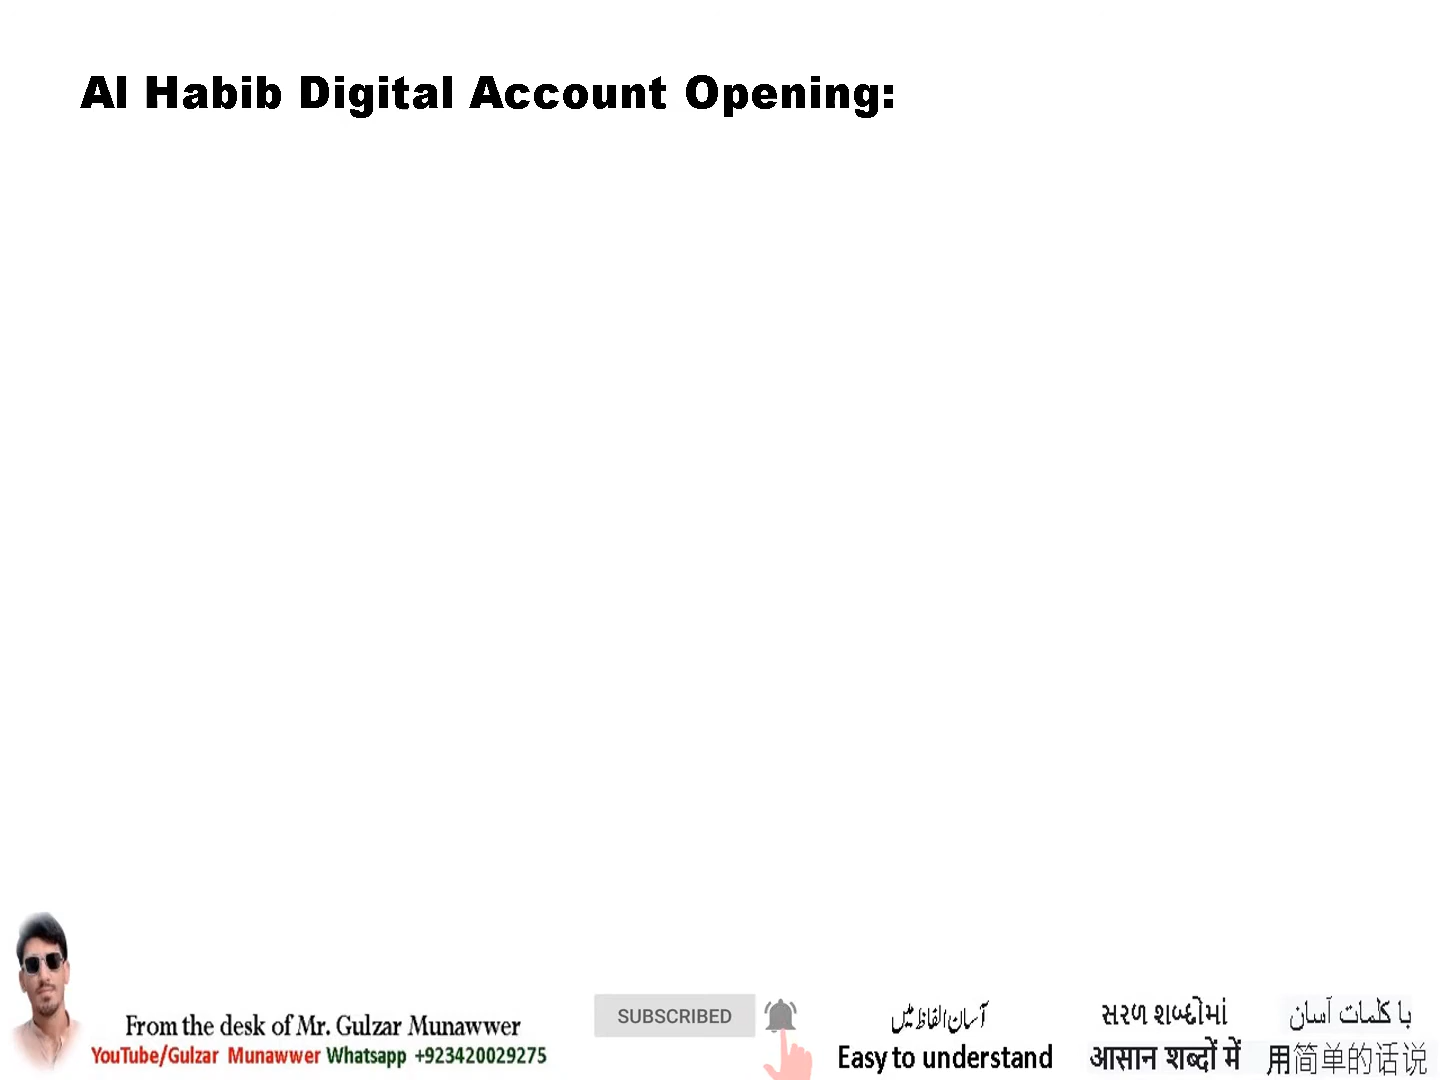 Al Habib Digital Account Opening:
From the desk of Mr. Gulzar Munawwer
YouTube/Gulzar Munawwer Whatsapp +923420029275
SUBSCRIBED
آسان الفاظ میں
Easy to understand
સરળ શબ્દોમાં
आसान शब्दों में
با کلمات آسان
用简单的话说